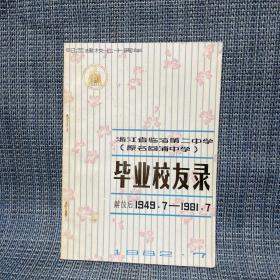 纪念建校七十周年
浙江省临海第二中学
(原名回浦中学)
毕业校友录
解放后1949.7—1981.7
1982.7